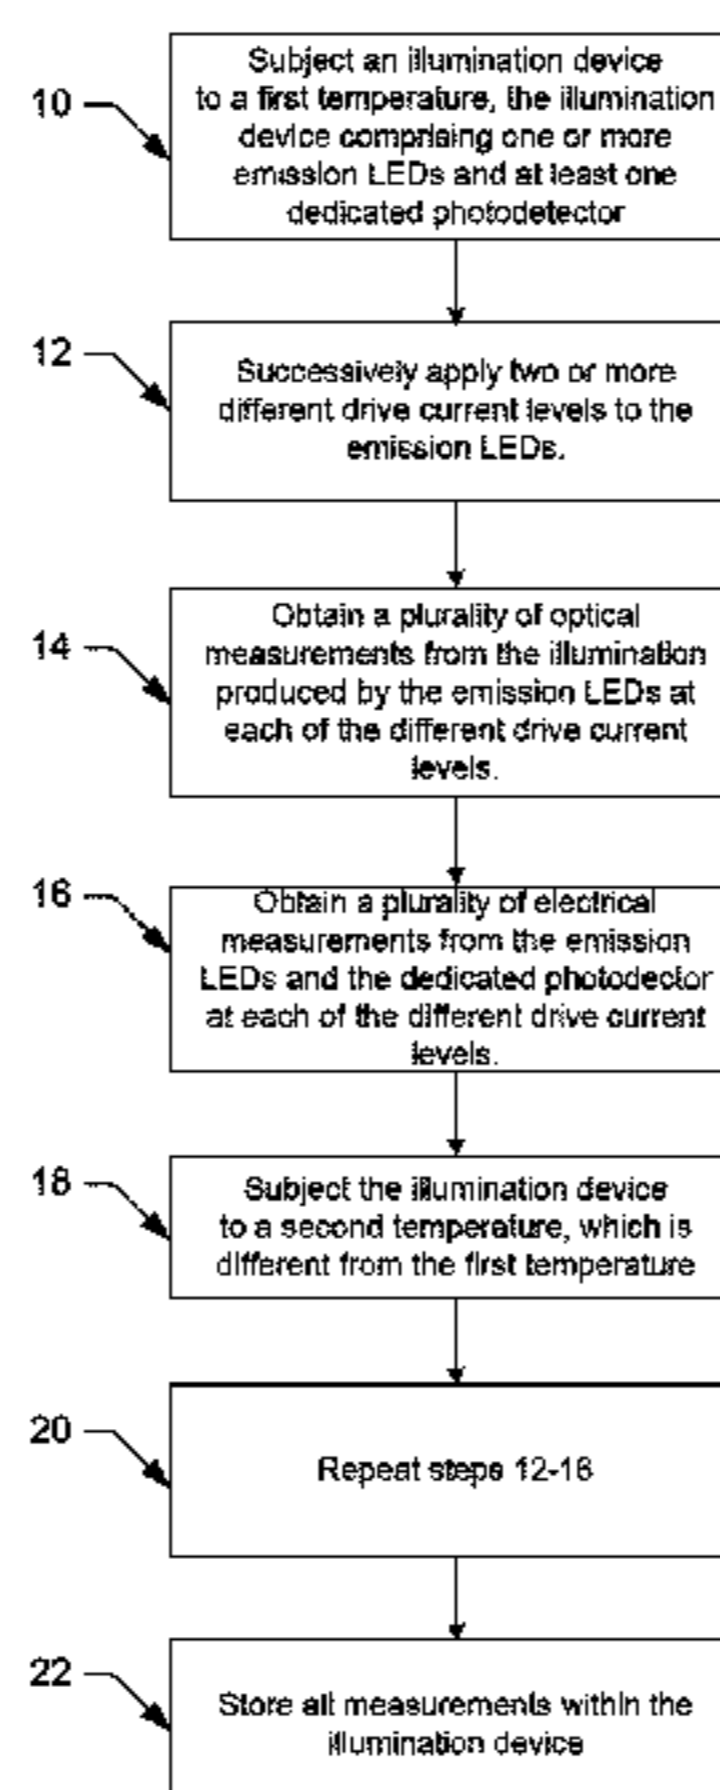 10
Subject an illumination device
to a first temperature, the illumination
device comprising one or more
emission LEDs and at least one
dedicated photodetector
12
Successively apply two or more
different drive current levels to the
emission LEDs.
14
Obtain a plurality of optical
measurements from the illumination
produced by the emission LEDs at
each of the different drive current
levels.
16
Obtain a plurality of electrical
measurements from the emission
LEDs and the dedicated photodector
at each of the different drive current
levels.
18
Subject the illumination device
to a second temperature, which is
different from the first temperature
20
Repeat steps 12-16
22
Store all measurements within the
illumination device